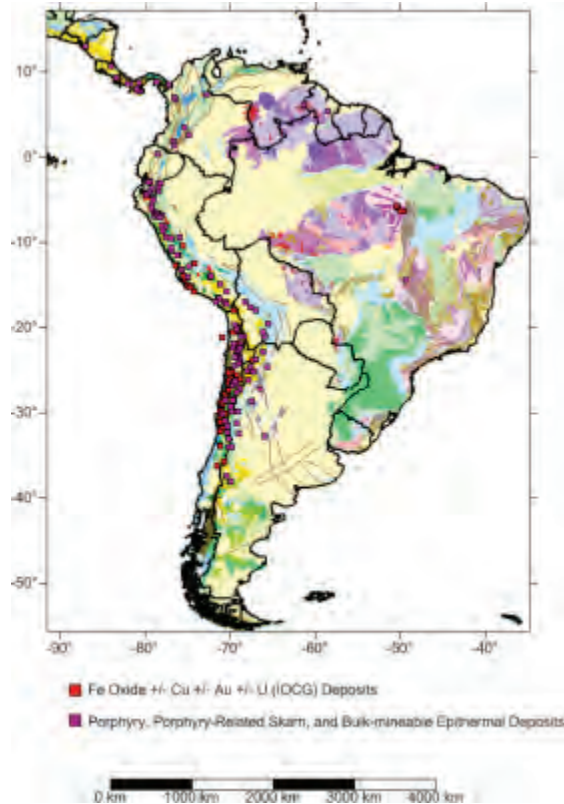 10°
0°
-10°
-20°
-30°
-40°
-50°
-90° -80° -70° -60° -50° -40°
Fe Oxide +/- Cu +/- Au +/- U (IOCG) Deposits
Porphyry, Porphyry-Related Skarn, and Bulk-mineable Epithermal Deposits
0 km 1000 km 2000 km 3000 km 4000 km